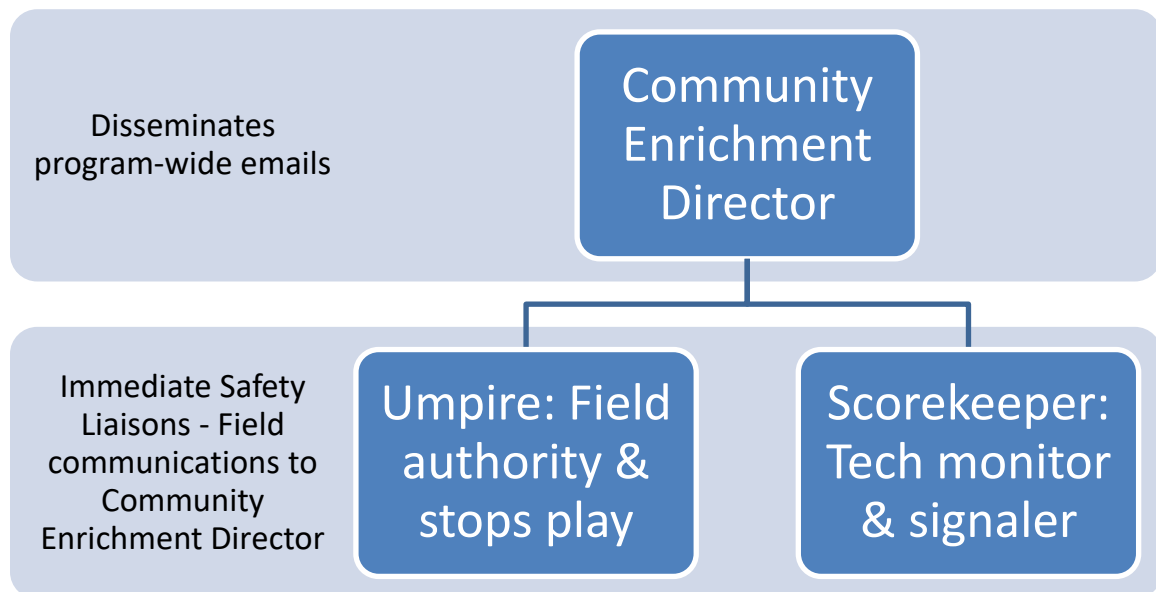 Disseminates
program-wide emails
Community
Enrichment
Director
Immediate Safety
Liaisons - Field
communications to
Community
Enrichment Director
Umpire: Field
authority &
stops play
Scorekeeper:
Tech monitor
& signaler